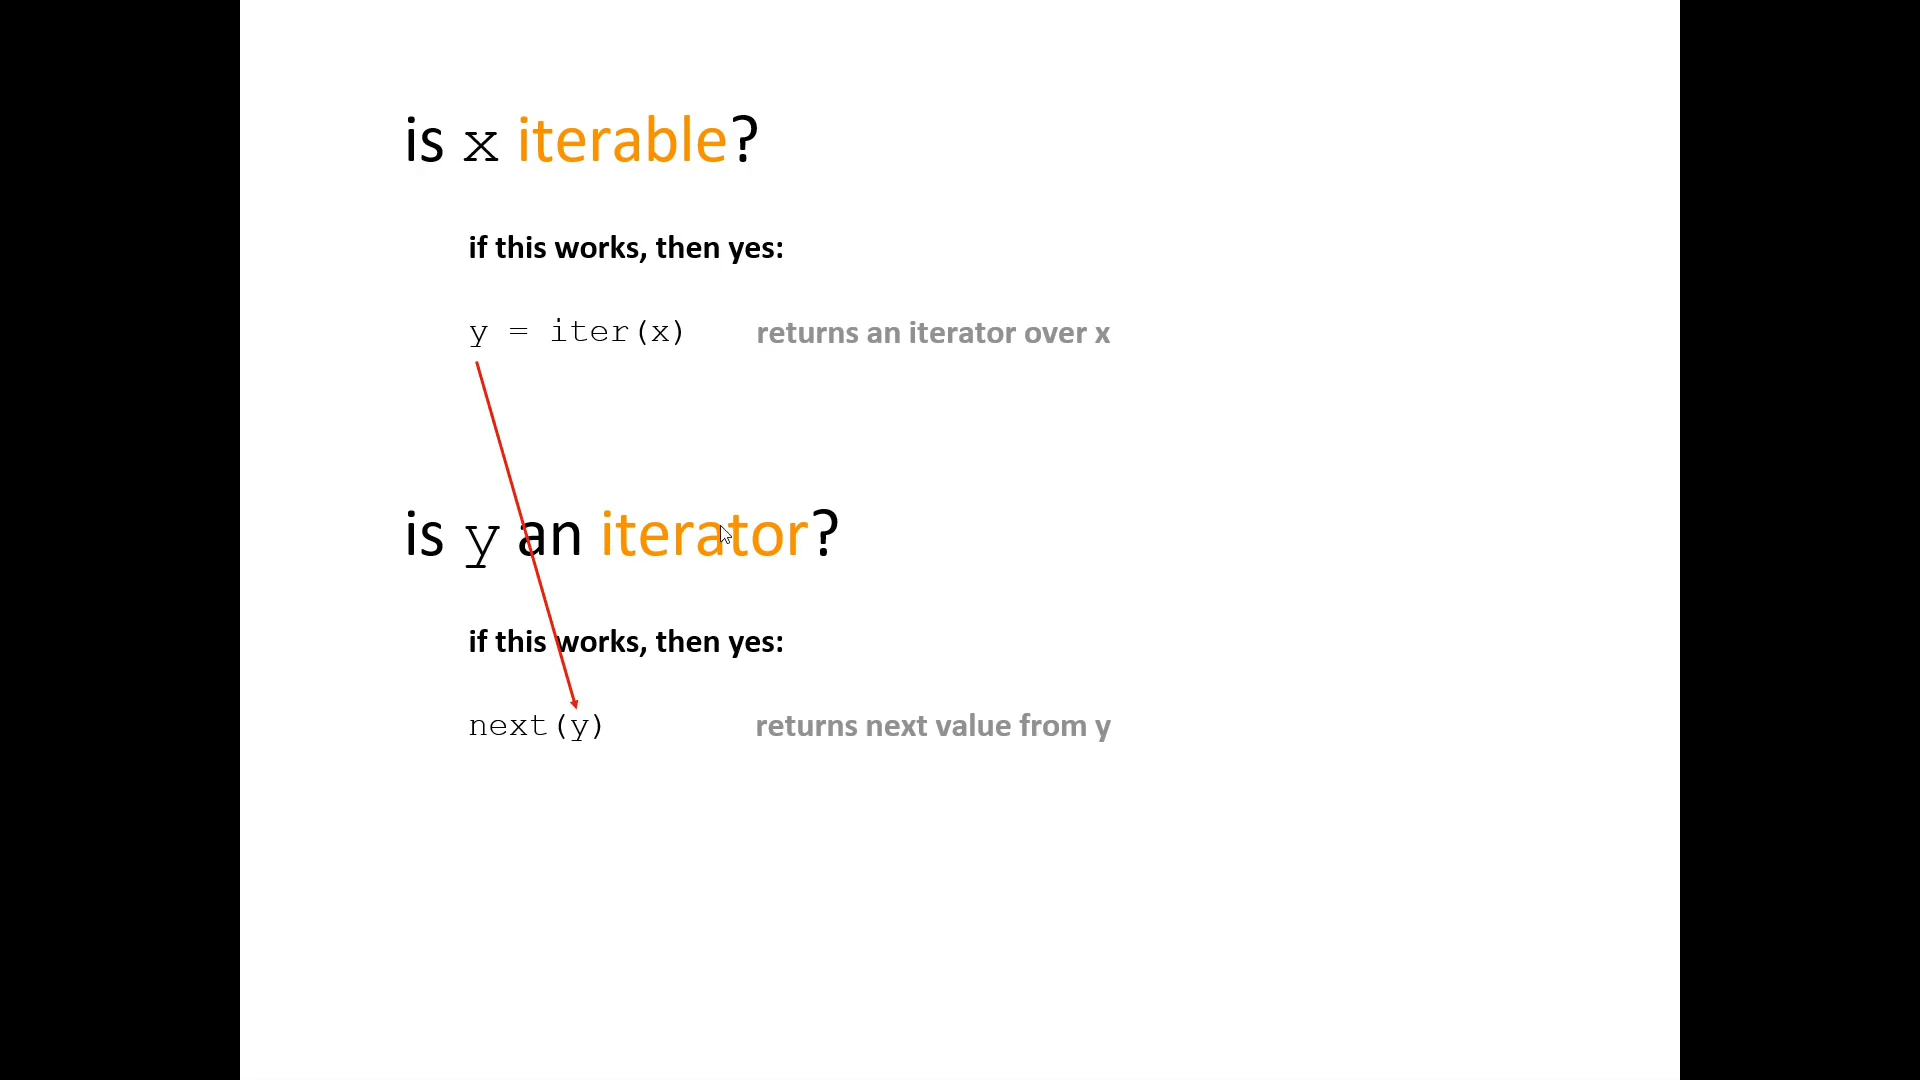 is x iterable?
if this works, then yes:
y = iter(x) returns an iterator over x
is y an iterator?
if this works, then yes:
next(y) returns next value from y